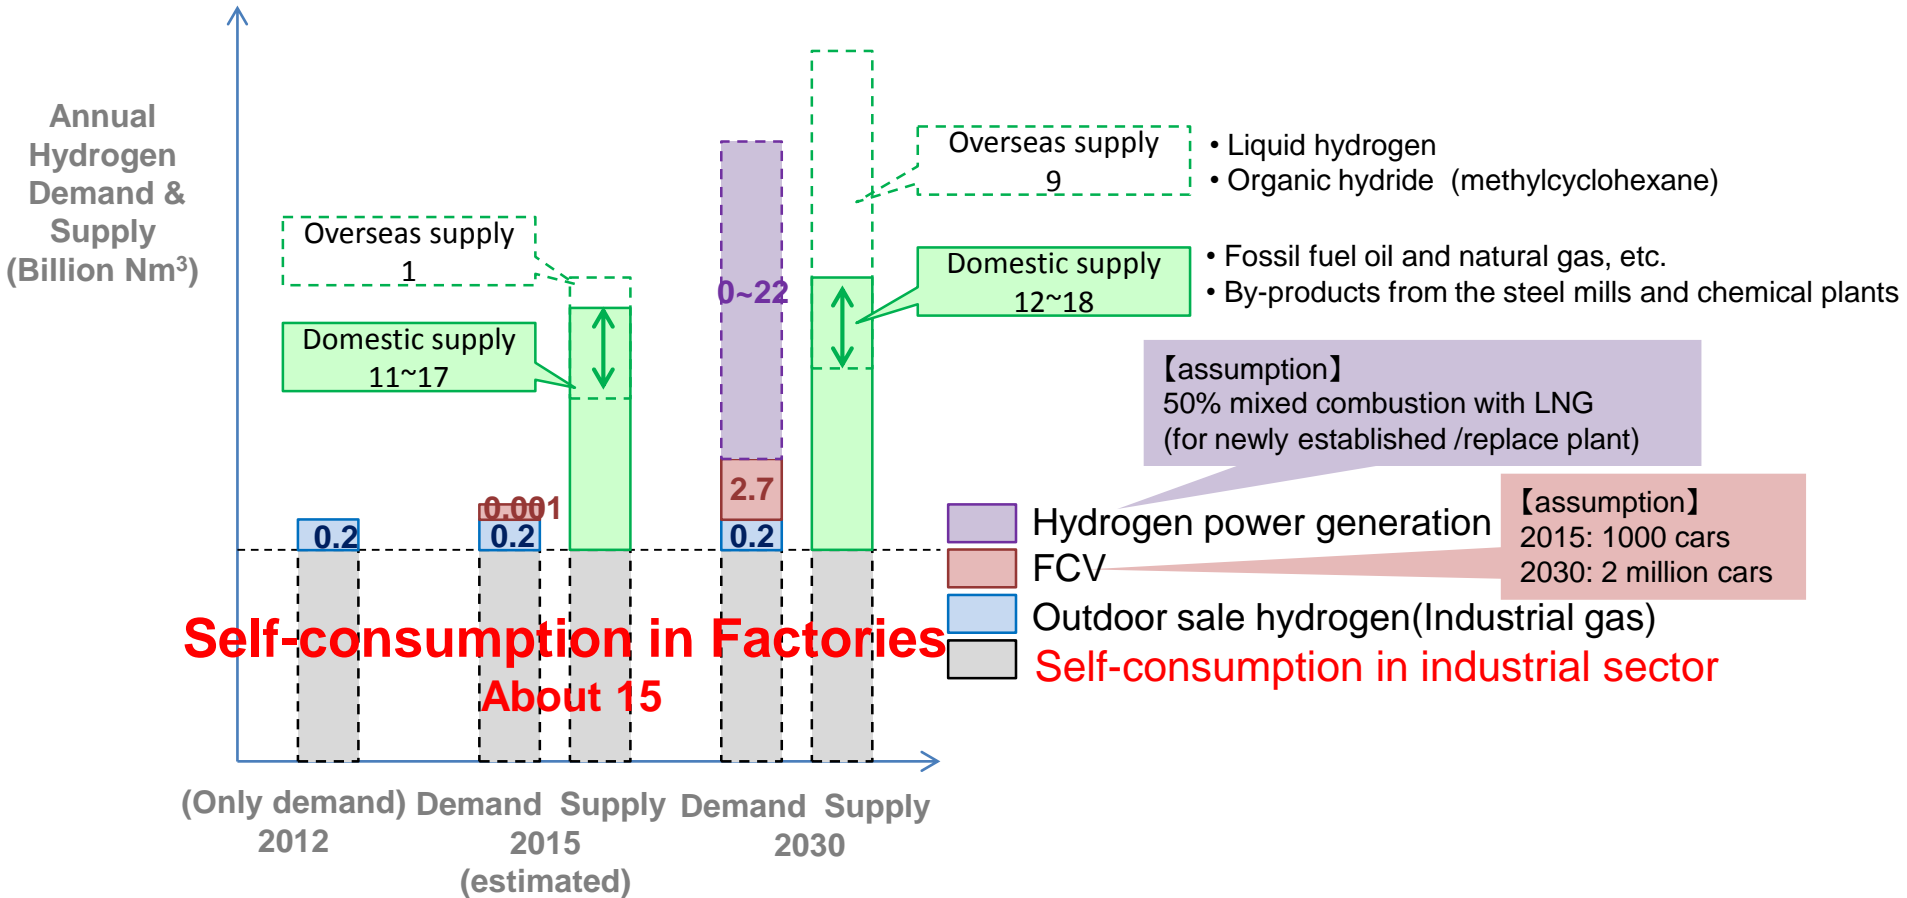 Annual
Hydrogen
Demand &
Supply
(Billion Nm³)
Overseas supply
1
Domestic supply
11~17
Overseas supply
9
• Liquid hydrogen
• Organic hydride (methylcyclohexane)
Domestic supply
12~18
• Fossil fuel oil and natural gas, etc.
• By-products from the steel mills and chemical plants
0~22
2.7
0.2
0.001
0.2
0.2
【assumption】
50% mixed combustion with LNG
(for newly established /replace plant)
【assumption】
2015: 1000 cars
2030: 2 million cars
Hydrogen power generation
FCV
Outdoor sale hydrogen(Industrial gas)
Self-consumption in industrial sector
Self-consumption in Factories
About 15
(Only demand)
2012
Demand Supply
2015
(estimated)
Demand Supply
2030